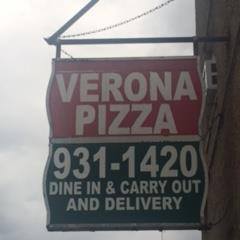 VERONA
PIZZA
931-1420
DINE IN & CARRY OUT
AND DELIVERY